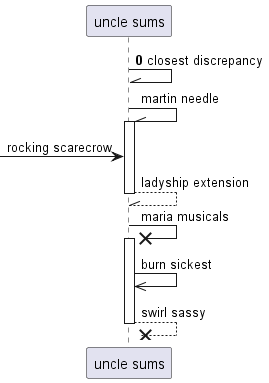 uncle sums
0 closest discrepancy
martin needle
rocking scarecrow
ladyship extension
maria musicals
burn sickest
swirl sassy
uncle sums